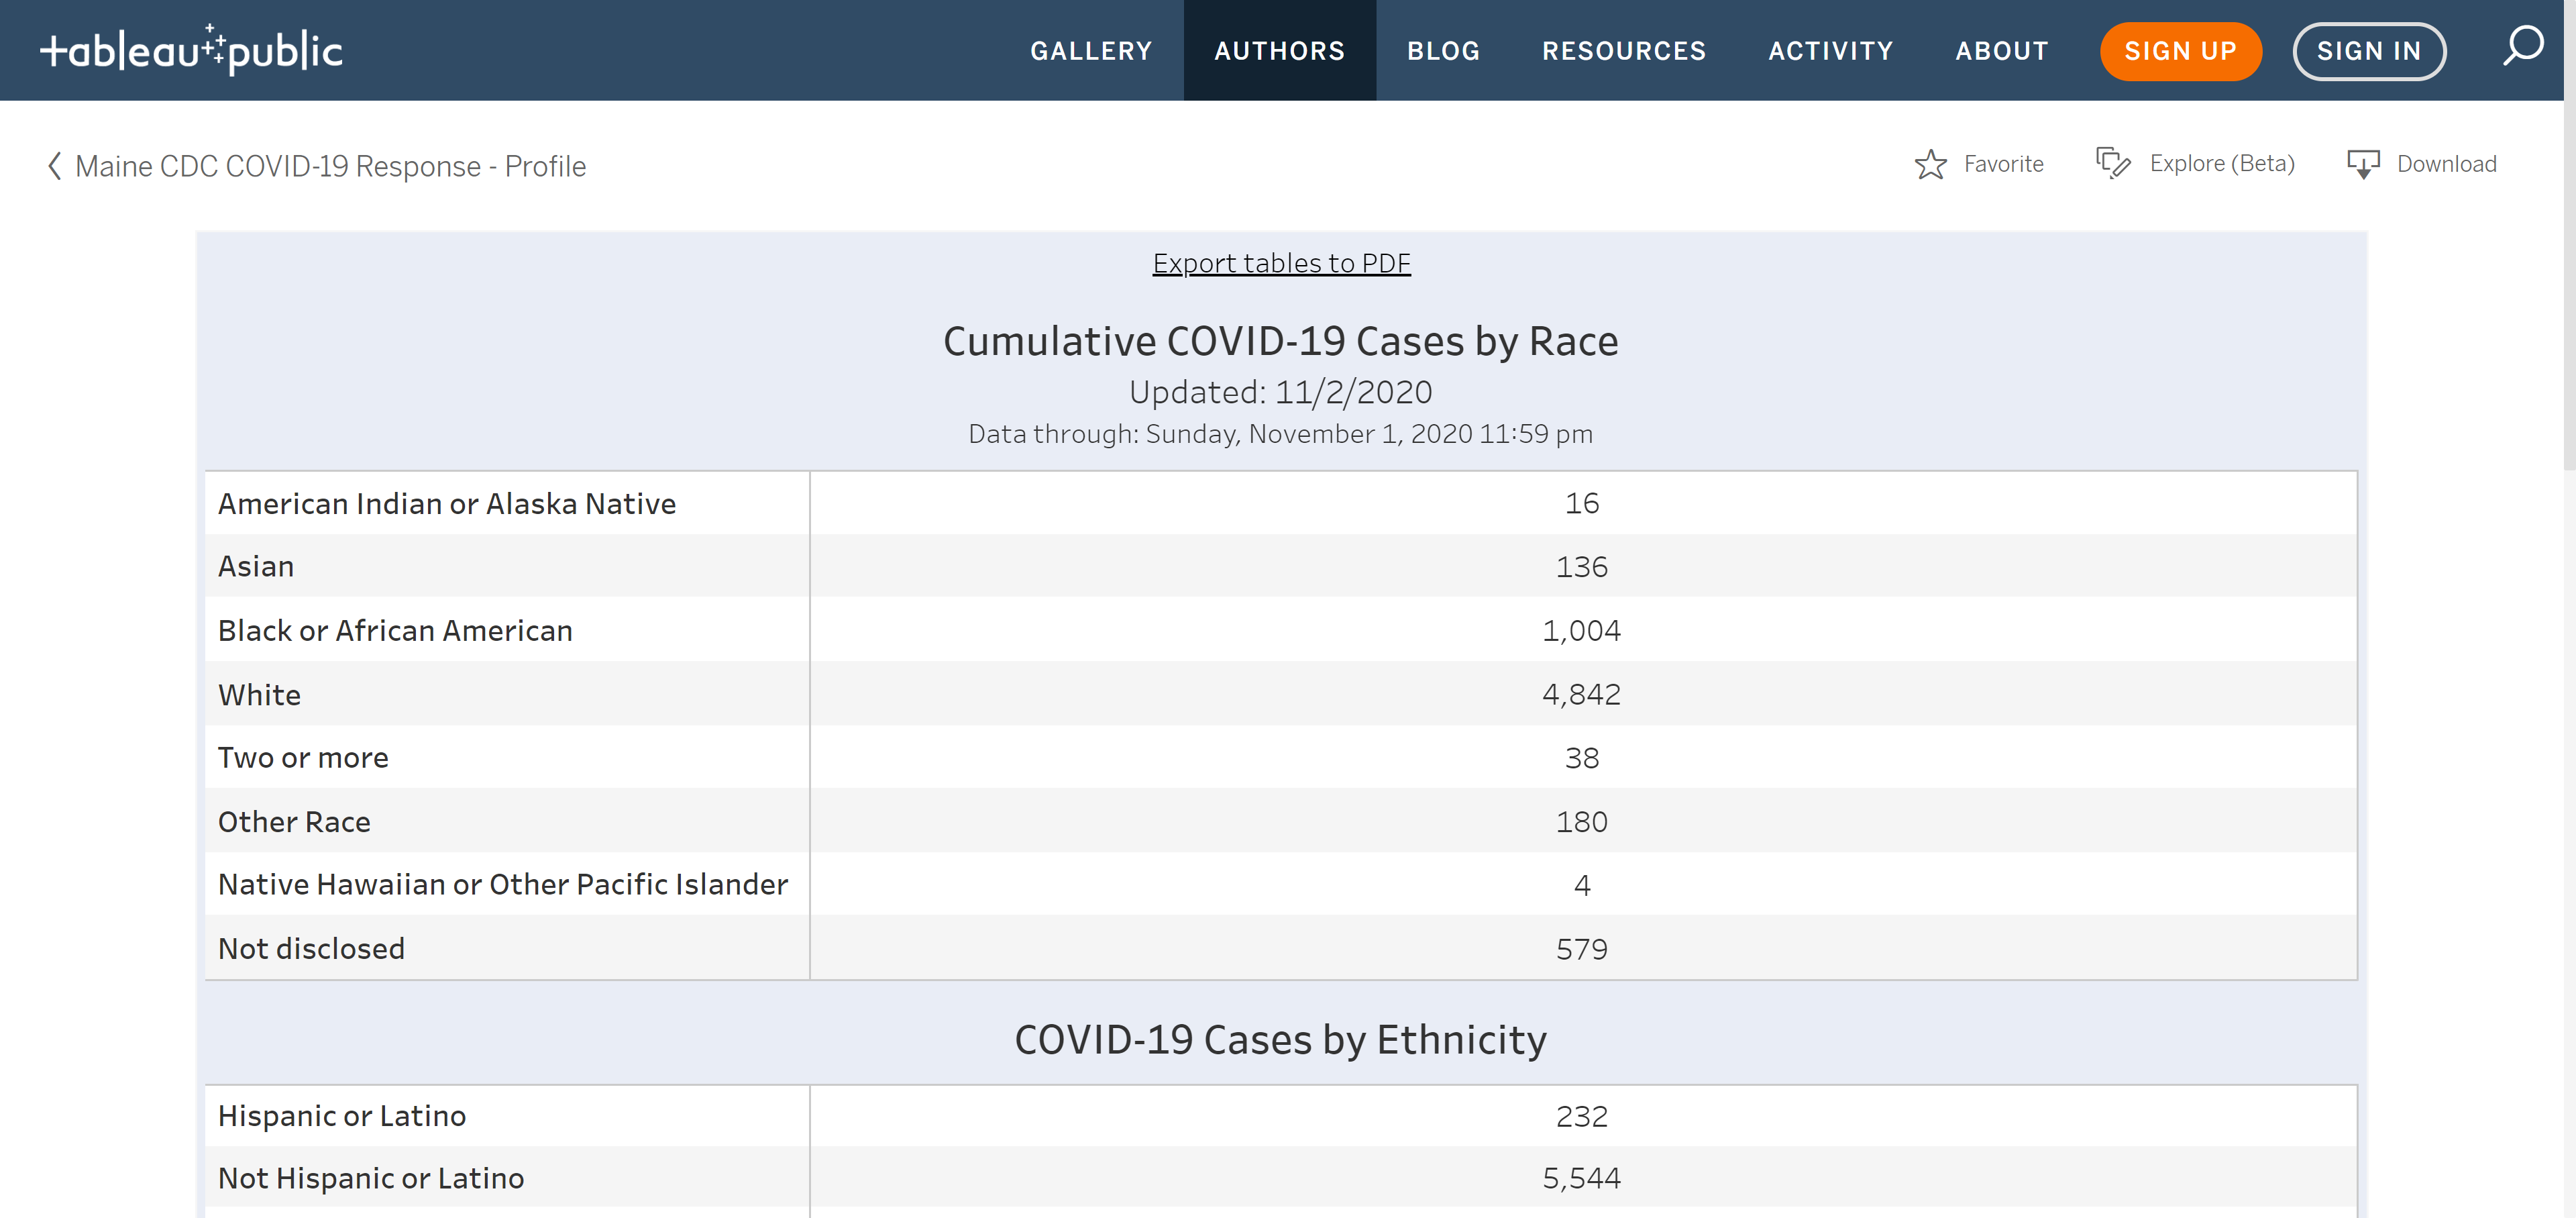 tableau public GALLERY AUTHORS BLOG RESOURCES ACTIVITY ABOUT SIGN UP SIGN IN
Maine CDC COVID-19 Response - Profile Favorite Explore (Beta) Download
Export tables to PDF
Cumulative COVID-19 Cases by Race
Updated: 11/2/2020
Data through: Sunday, November 1, 2020 11:59 pm
American Indian or Alaska Native 16
Asian 136
Black or African American 1,004
White 4,842
Two or more 38
Other Race 180
Native Hawaiian or Other Pacific Islander 4
Not disclosed 579
COVID-19 Cases by Ethnicity
Hispanic or Latino 232
Not Hispanic or Latino 5,544